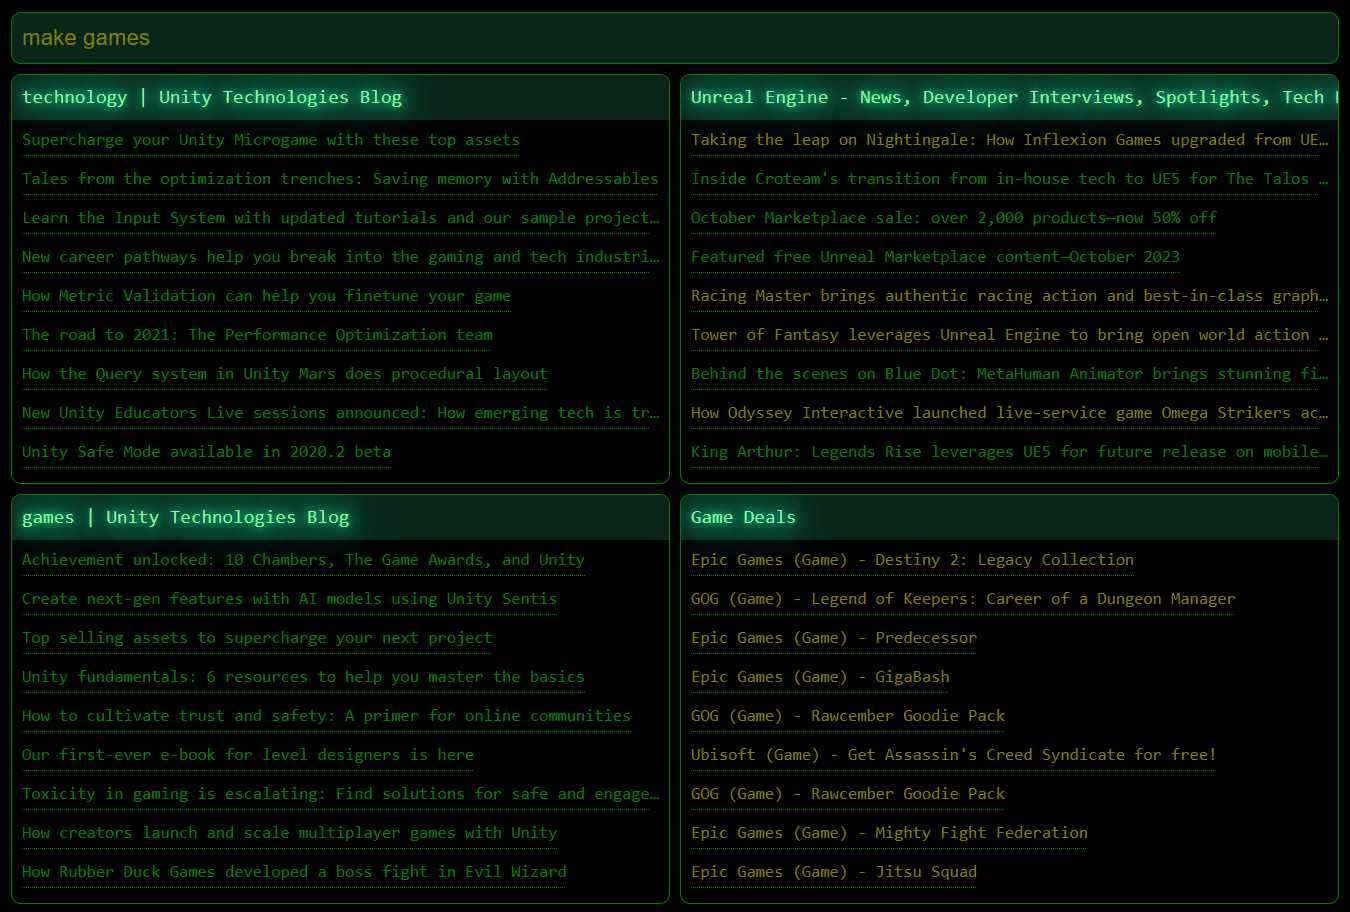 make games
technology | Unity Technologies Blog
Supercharge your Unity Microgame with these top assets
Tales from the optimization trenches: Saving memory with Addressables
Learn the Input System with updated tutorials and our sample project…
New career pathways help you break into the gaming and tech industri…
How Metric Validation can help you finetune your game
The road to 2021: The Performance Optimization team
How the Query system in Unity Mars does procedural layout
New Unity Educators Live sessions announced: How emerging tech is tr…
Unity Safe Mode available in 2020.2 beta
Unreal Engine - News, Developer Interviews, Spotlights, Tech
Taking the leap on Nightingale: How Inflexion Games upgraded from UE…
Inside Croteam's transition from in-house tech to UE5 for The Talos …
October Marketplace sale: over 2,000 products—now 50% off
Featured free Unreal Marketplace content—October 2023
Racing Master brings authentic racing action and best-in-class graph…
Tower of Fantasy leverages Unreal Engine to bring open world action …
Behind the scenes on Blue Dot: MetaHuman Animator brings stunning fi…
How Odyssey Interactive launched live-service game Omega Strikers ac…
King Arthur: Legends Rise leverages UE5 for future release on mobile…
games | Unity Technologies Blog
Achievement unlocked: 10 Chambers, The Game Awards, and Unity
Create next-gen features with AI models using Unity Sentis
Top selling assets to supercharge your next project
Unity fundamentals: 6 resources to help you master the basics
How to cultivate trust and safety: A primer for online communities
Our first-ever e-book for level designers is here
Toxicity in gaming is escalating: Find solutions for safe and engage…
How creators launch and scale multiplayer games with Unity
How Rubber Duck Games developed a boss fight in Evil Wizard
Game Deals
Epic Games (Game) - Destiny 2: Legacy Collection
GOG (Game) - Legend of Keepers: Career of a Dungeon Manager
Epic Games (Game) - Predecessor
Epic Games (Game) - GigaBash
GOG (Game) - Rawcember Goodie Pack
Ubisoft (Game) - Get Assassin's Creed Syndicate for free!
GOG (Game) - Rawcember Goodie Pack
Epic Games (Game) - Mighty Fight Federation
Epic Games (Game) - Jitsu Squad